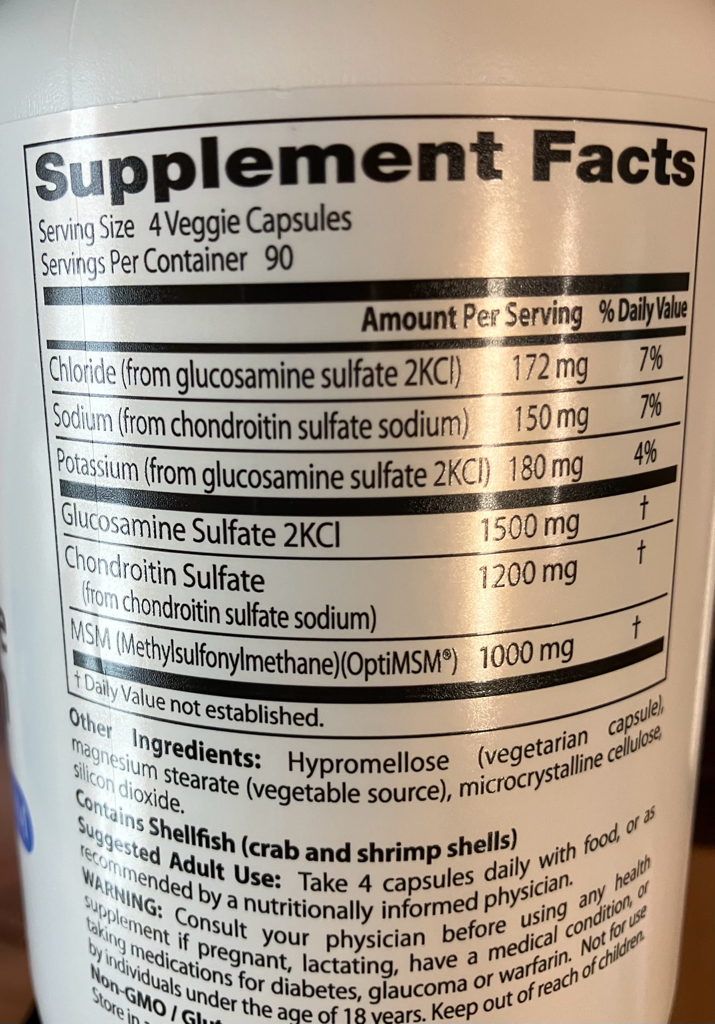 Supplement Facts
Serving Size 4 Veggie Capsules
Servings Per Container 90
Amount Per Serving % Daily Value
Chloride (from glucosamine sulfate 2KCl) 172 mg 7%
Sodium (from chondroitin sulfate sodium) 150 mg 7%
Potassium (from glucosamine sulfate 2KCl) 180 mg 4%
Glucosamine Sulfate 2KCl 1500 mg †
Chondroitin Sulfate 1200 mg †
(from chondroitin sulfate sodium)
MSM (Methylsulfonylmethane)(OptiMSM®) 1000 mg †
† Daily Value not established.
Other Ingredients: Hypromellose (vegetarian capsule),
magnesium stearate (vegetable source), microcrystalline cellulose,
silicon dioxide.
Contains Shellfish (crab and shrimp shells)
Suggested Adult Use: Take 4 capsules daily with food, or as
recommended by a nutritionally informed physician.
WARNING: Consult your physician before using any health
supplement if pregnant, lactating, have a medical condition, or
taking medications for diabetes, glaucoma or warfarin. Not for use
by individuals under the age of 18 years. Keep out of reach of children.
Non-GMO /
Store in